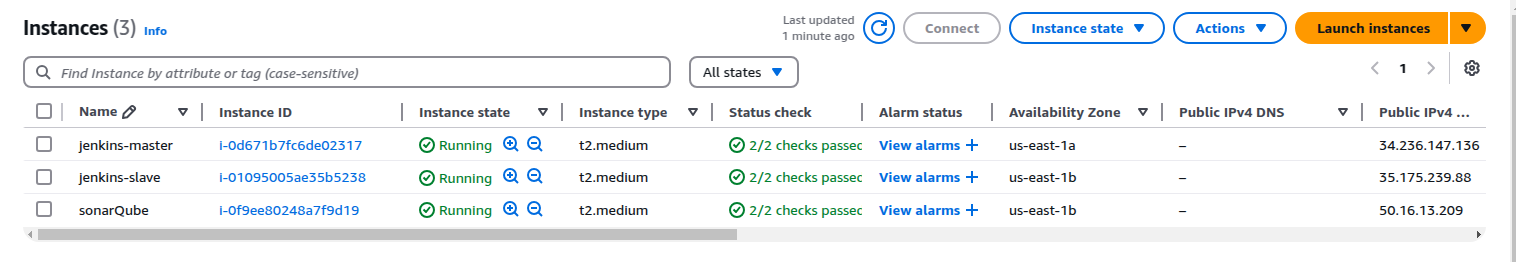 Instances (3) Info
Last updated
1 minute ago
Connect
Instance state
Actions
Launch instances
Find Instance by attribute or tag (case-sensitive)
All states
1
Name Instance ID Instance state Instance type Status check Alarm status Availability Zone Public IPv4 DNS Public IPv4 ...
jenkins-master i-0d671b7fc6de02317 Running t2.medium 2/2 checks passed View alarms + us-east-1a – 34.236.147.136
jenkins-slave i-01095005ae35b5238 Running t2.medium 2/2 checks passed View alarms + us-east-1b – 35.175.239.88
sonarQube i-0f9ee80248a7f9d19 Running t2.medium 2/2 checks passed View alarms + us-east-1b – 50.16.13.209